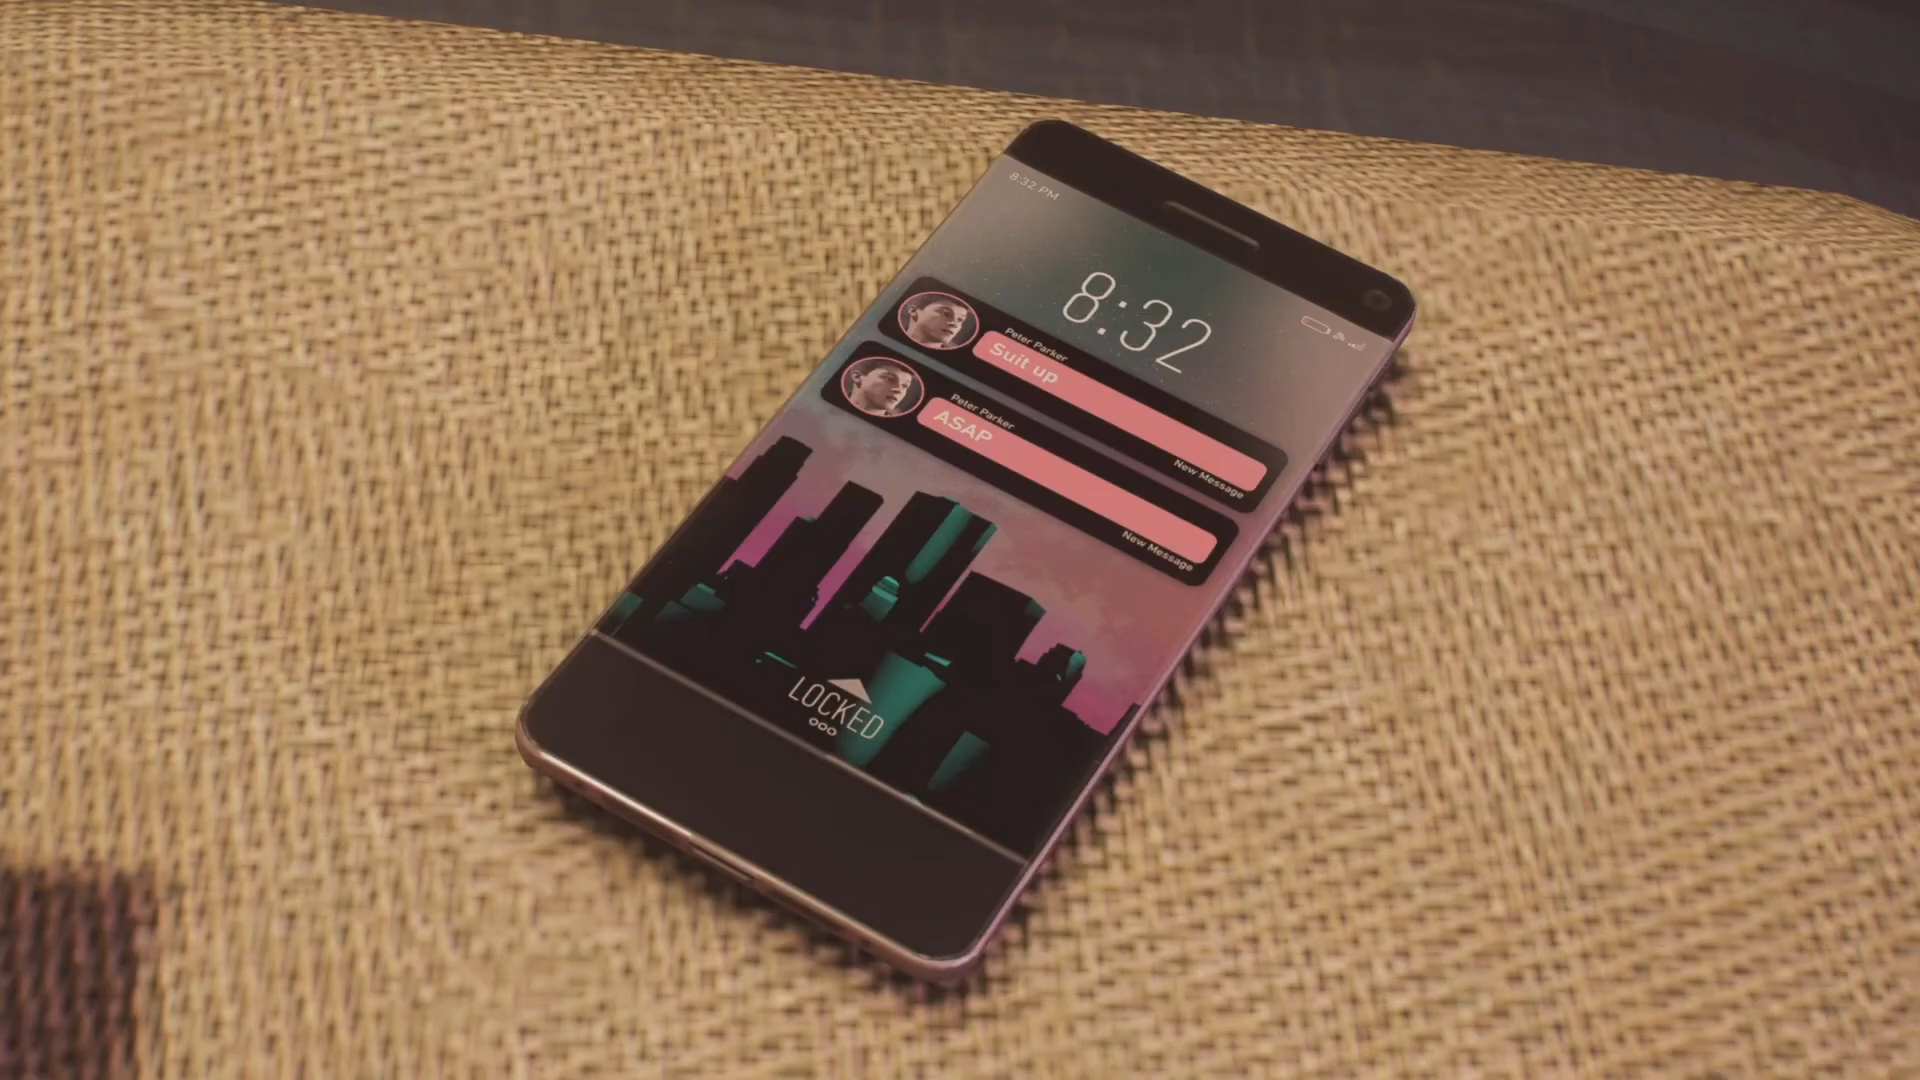 8:32 PM
8:32
Peter Parker
Suit up
New Message
Peter Parker
ASAP
New Message
LOCKED